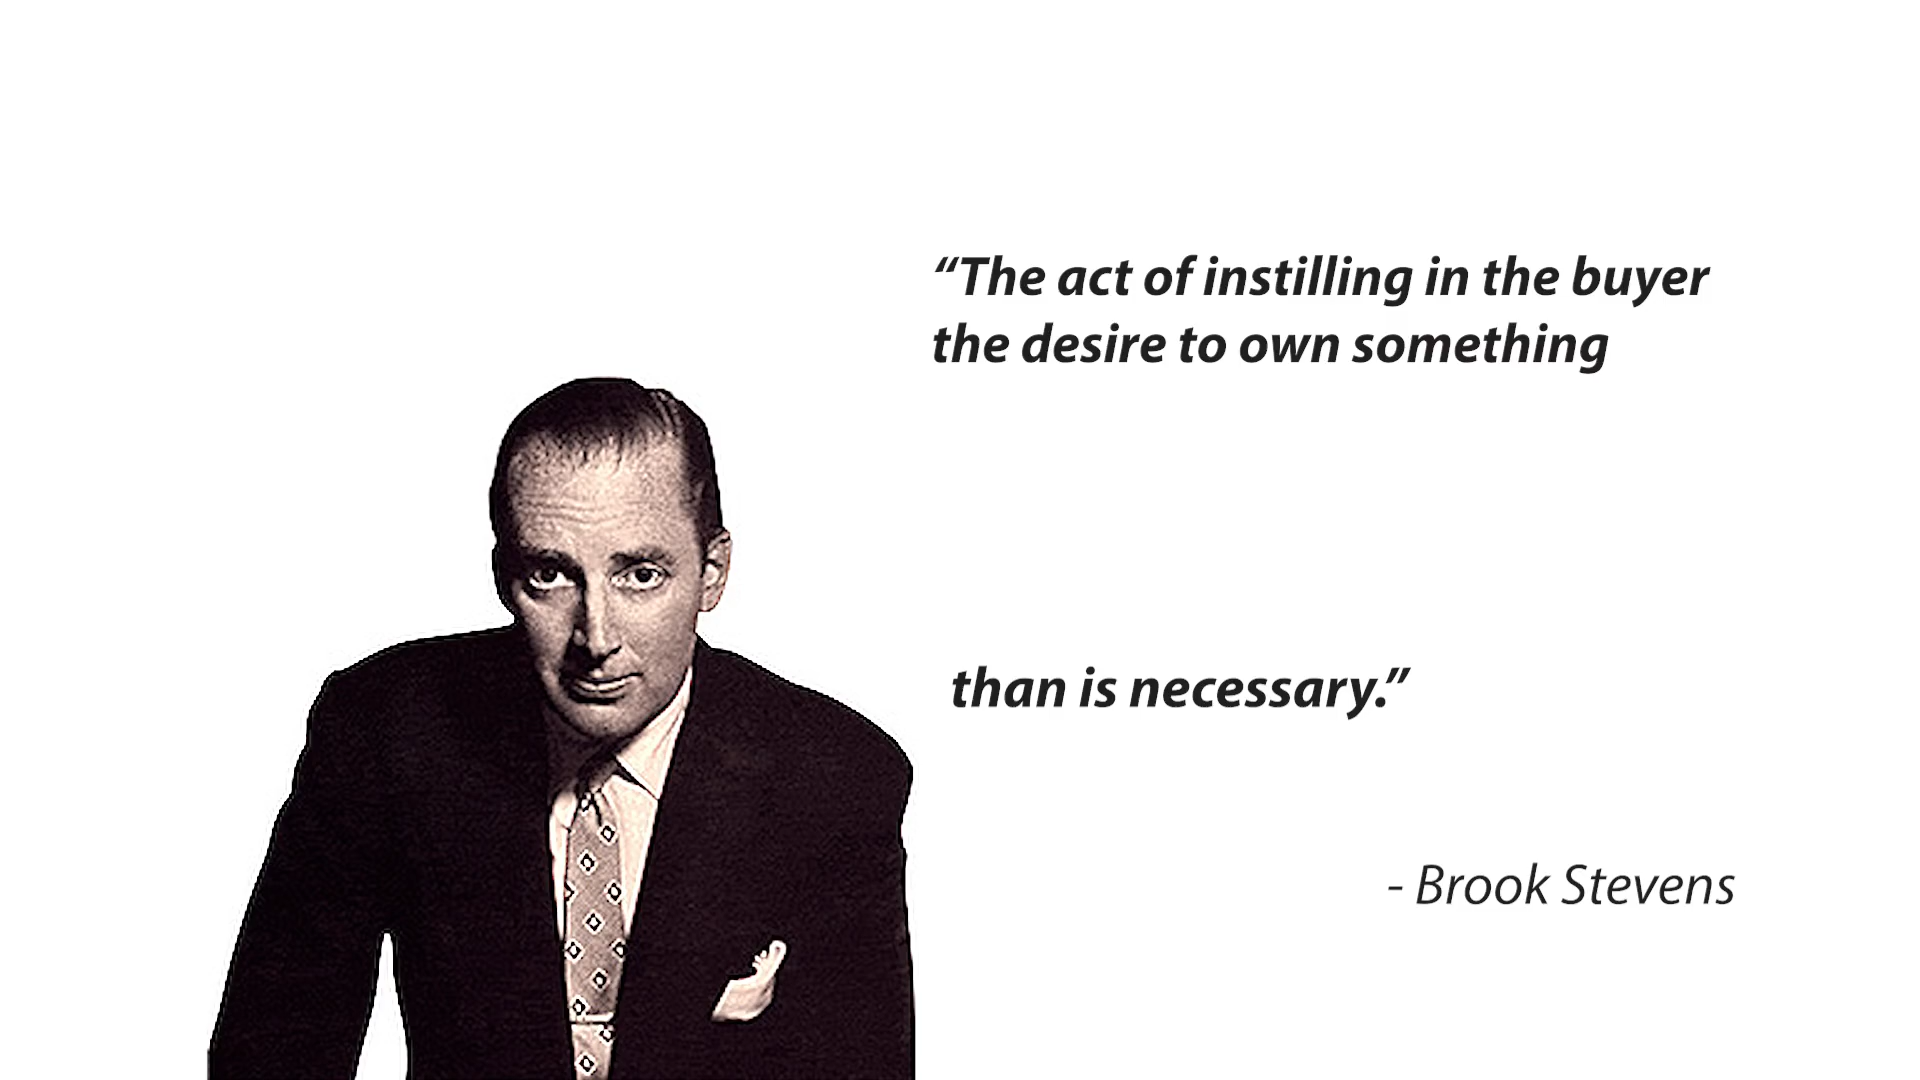 “The act of instilling in the buyer
the desire to own something
than is necessary.”
- Brook Stevens